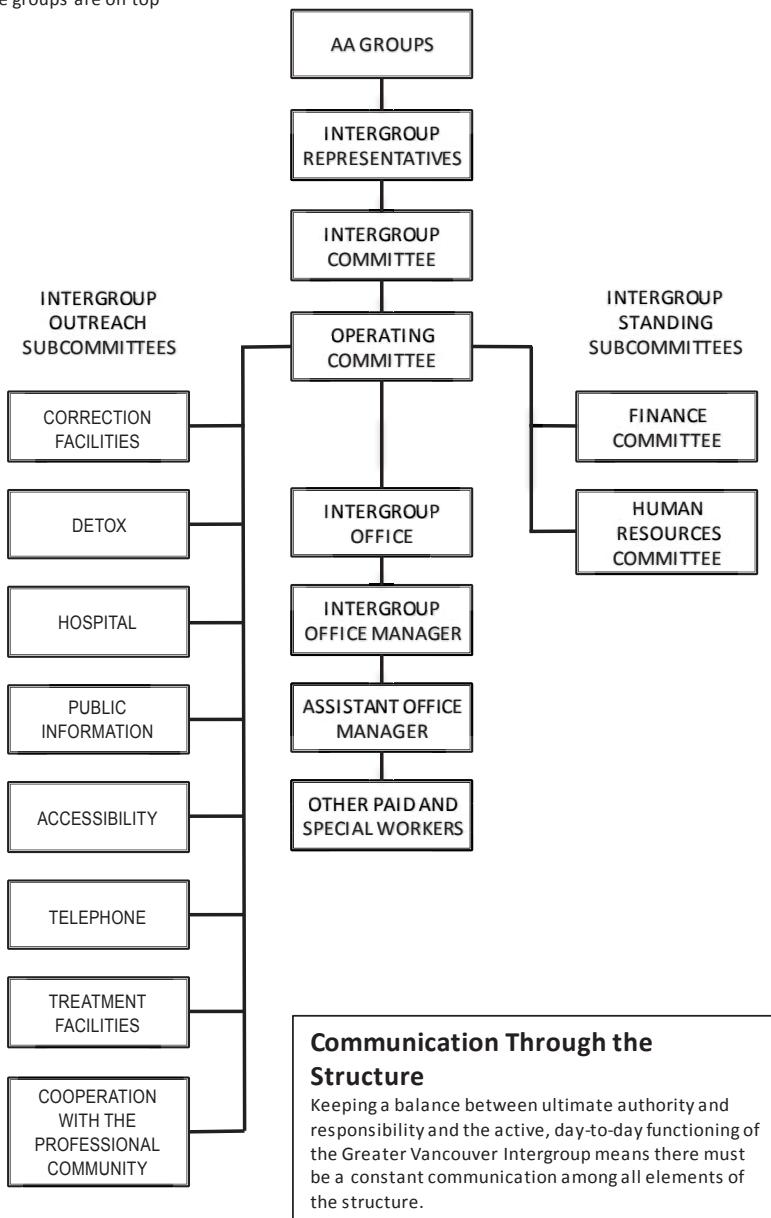 groups are on top
AA GROUPS
INTERGROUP
REPRESENTATIVES
INTERGROUP
COMMITTEE
INTERGROUP
OUTREACH
SUBCOMMITTEES
OPERATING
COMMITTEE
INTERGROUP
STANDING
SUBCOMMITTEES
CORRECTION
FACILITIES
DETOX
HOSPITAL
PUBLIC
INFORMATION
ACCESSIBILITY
TELEPHONE
TREATMENT
FACILITIES
COOPERATION
WITH THE
PROFESSIONAL
COMMUNITY
INTERGROUP
OFFICE
INTERGROUP
OFFICE MANAGER
ASSISTANT OFFICE
MANAGER
OTHER PAID AND
SPECIAL WORKERS
FINANCE
COMMITTEE
HUMAN
RESOURCES
COMMITTEE
Communication Through the
Structure
Keeping a balance between ultimate authority and
responsibility and the active, day-to-day functioning of
the Greater Vancouver Intergroup means there must
be a constant communication among all elements of
the structure.